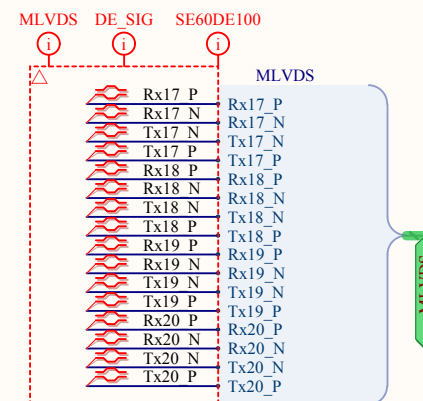 MLVDS DE_SIG SE60DE100
i i i
MLVDS
Rx17_P Rx17_P
Rx17_N Rx17_N
Tx17_N Tx17_N
Tx17_P Tx17_P
Rx18_P Rx18_P
Rx18_N Rx18_N
Tx18_N Tx18_N
Tx18_P Tx18_P
Rx19_P Rx19_P
Rx19_N Rx19_N
Tx19_N Tx19_N
Tx19_P Tx19_P
Rx20_P Rx20_P
Rx20_N Rx20_N
Tx20_N Tx20_N
Tx20_P Tx20_P
MLVDS